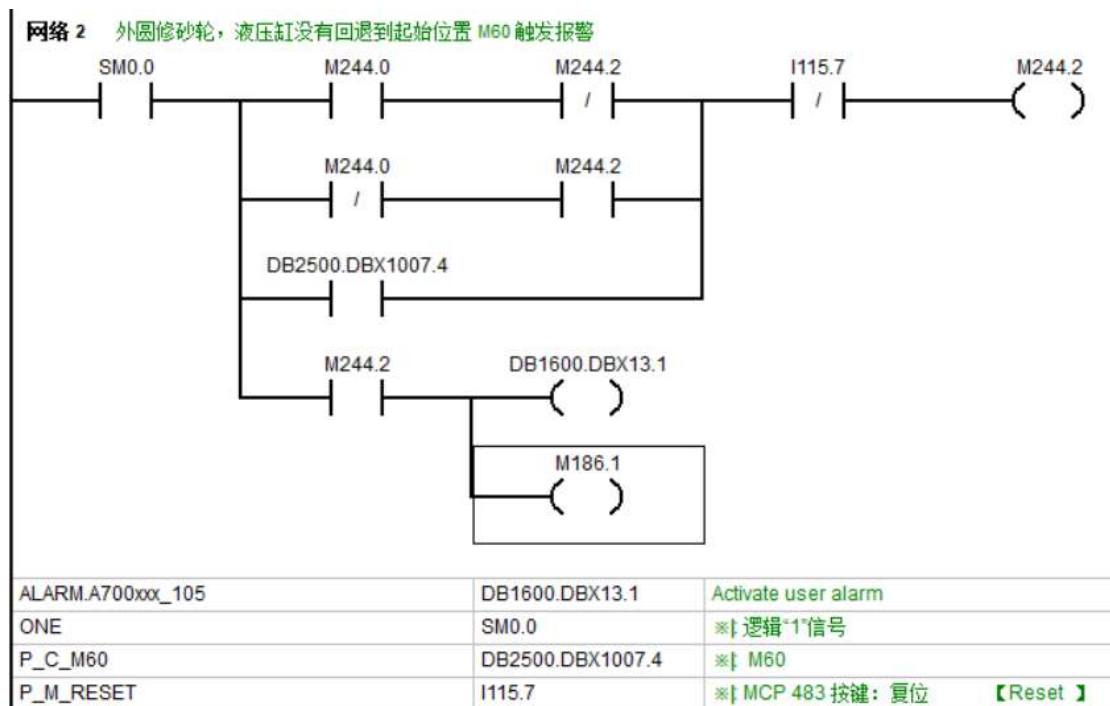 网络 2 外圆修砂轮，液压缸没有回退到起始位置 M60 触发报警
SM0.0 M244.0 M244.2 I115.7 M244.2
/ /
M244.0 M244.2
/
DB2500.DBX1007.4
M244.2 DB1600.DBX13.1
M186.1
ALARM.A700xxx_105 DB1600.DBX13.1 Activate user alarm
ONE SM0.0 逻辑“1”信号
P_C_M60 DB2500.DBX1007.4 M60
P_M_RESET I115.7 MCP 483 按键：复位 【Reset 】